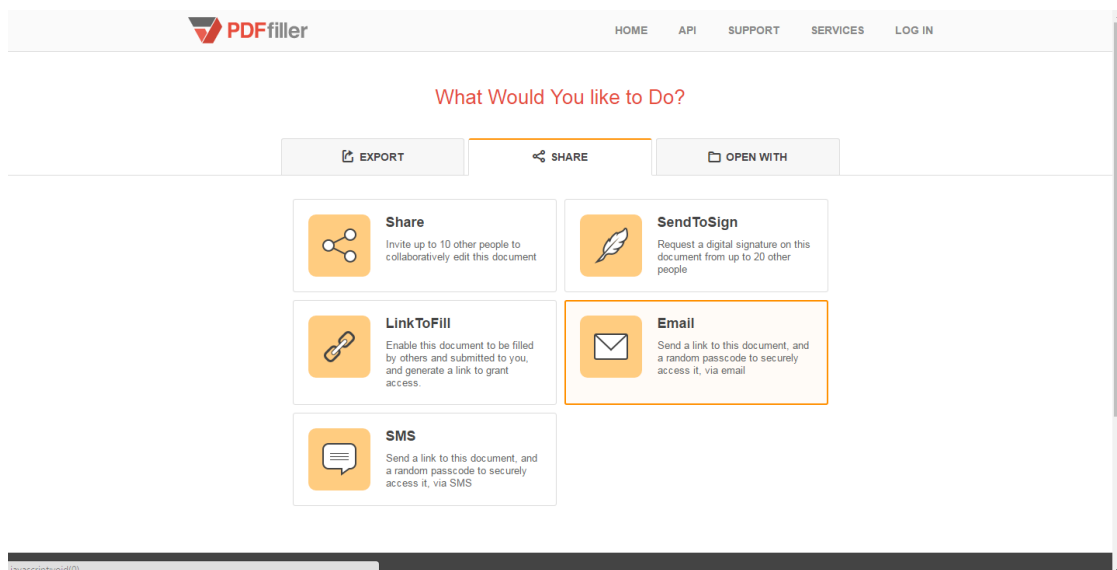 PDFfiller
HOME API SUPPORT SERVICES LOG IN
What Would You like to Do?
EXPORT SHARE OPEN WITH
Share
Invite up to 10 other people to
collaboratively edit this document
SendToSign
Request a digital signature on this
document from up to 20 other
people
LinkToFill
Enable this document to be filled
by others and submitted to you,
and generate a link to grant
access.
Email
Send a link to this document, and
a random passcode to securely
access it, via email
SMS
Send a link to this document, and
a random passcode to securely
access it, via SMS
javascript:void(0)